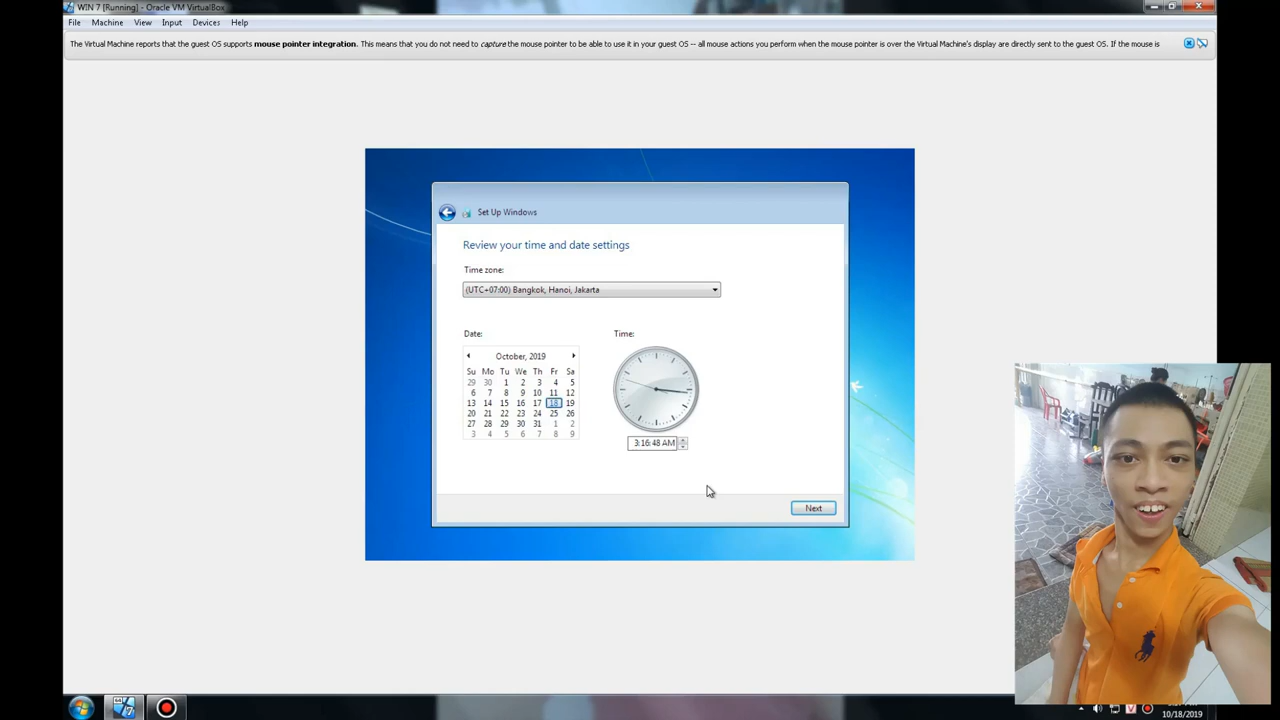 WIN 7 [Running] - Oracle VM VirtualBox
File Machine View Input Devices Help
The Virtual Machine reports that the guest OS supports mouse pointer integration. This means that you do not need to capture the mouse pointer to be able to use it in your guest OS -- all mouse actions you perform when the mouse pointer is over the Virtual Machine's display are directly sent to the guest OS. If the mouse is
Set Up Windows
Review your time and date settings
Time zone:
(UTC+07:00) Bangkok, Hanoi, Jakarta
Date: Time:
October, 2019
Su Mo Tu We Th Fr Sa
29 30 1 2 3 4 5
6 7 8 9 10 11 12
13 14 15 16 17 18 19
20 21 22 23 24 25 26
27 28 29 30 31 1 2
3 4 5 6 7 8 9
3:16:48 AM
Next
10/18/2019